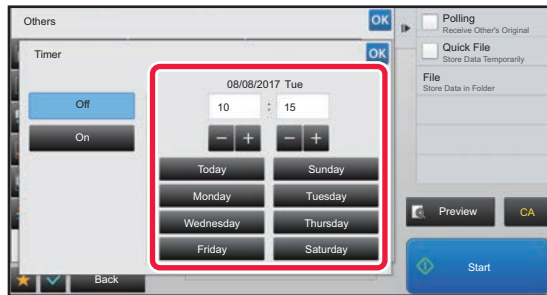 Others
OK
Timer
OK
08/08/2017 Tue
Off
10 : 15
On
- + - +
Today Sunday
Monday Tuesday
Wednesday Thursday
Friday Saturday
Back
Polling
Receive Other's Original
Quick File
Store Data Temporarily
File
Store Data in Folder
Preview
CA
Start